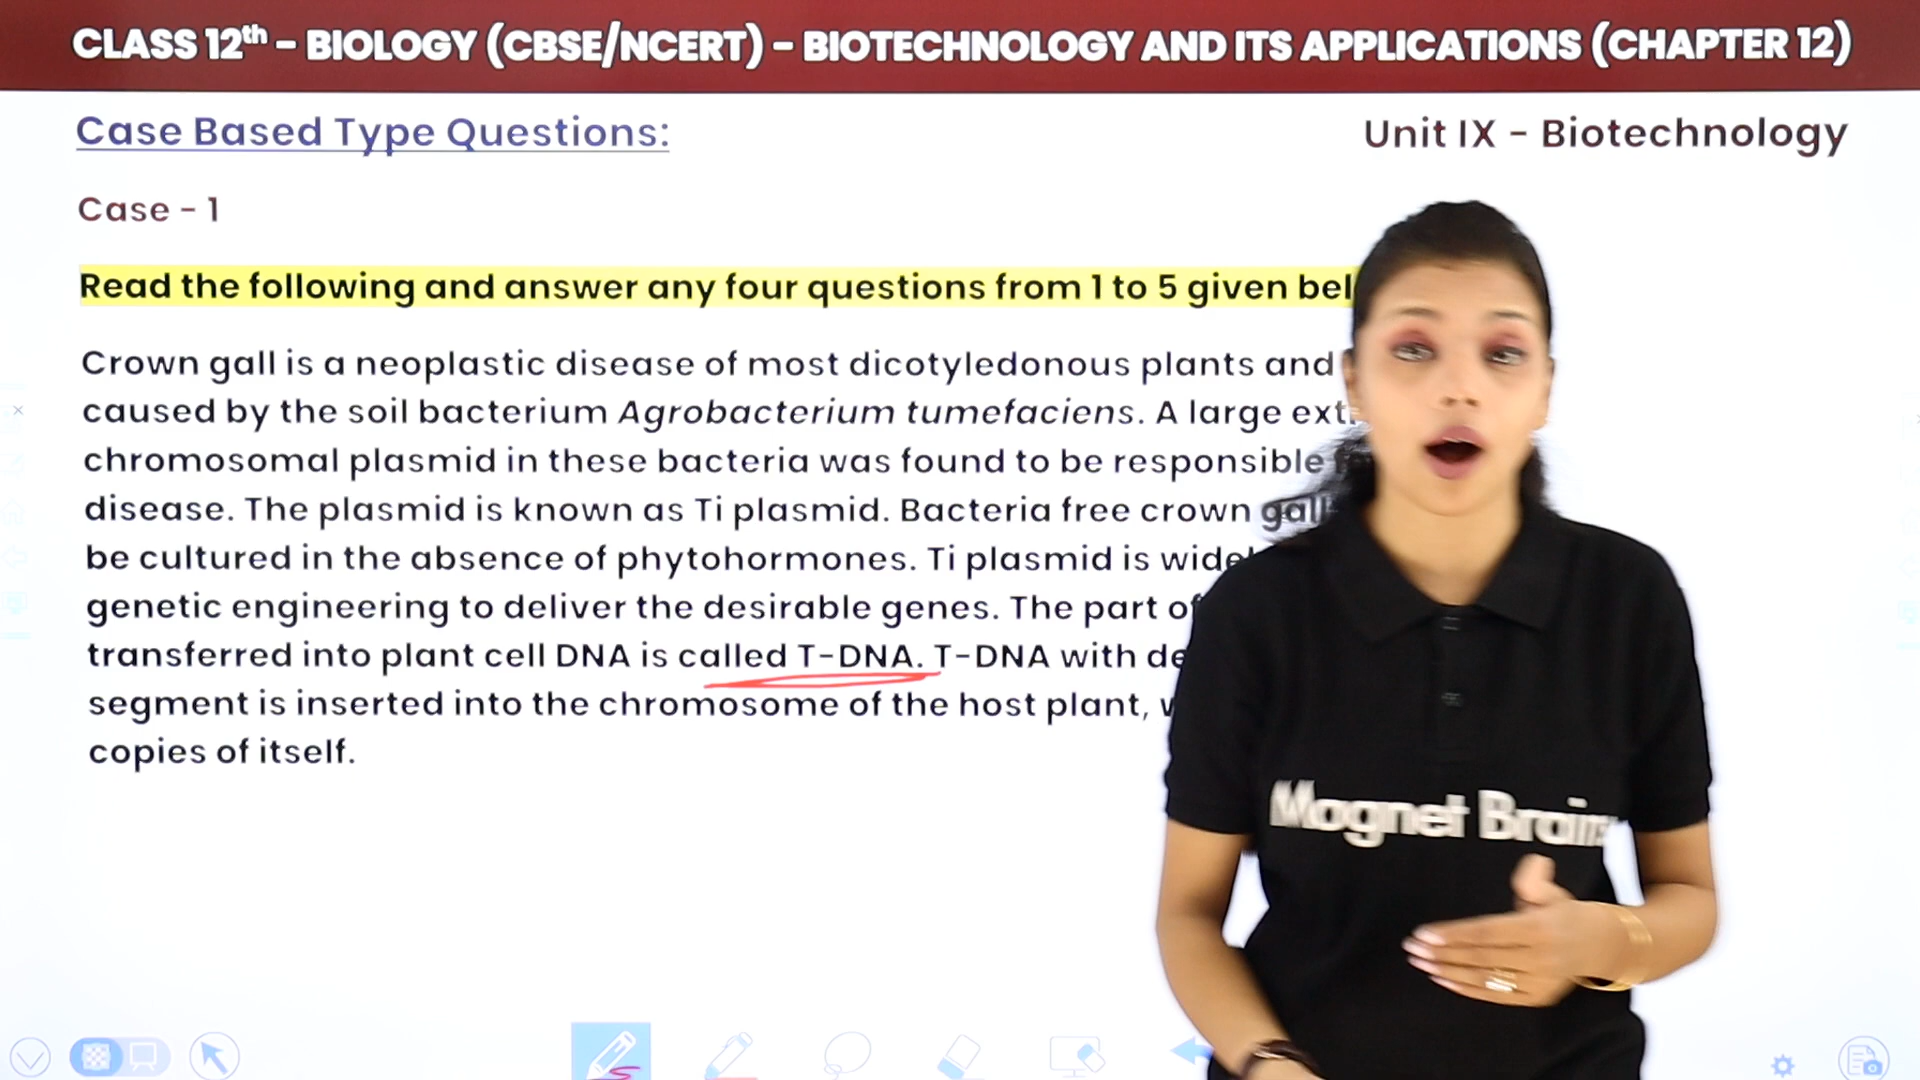 CLASS 12th - BIOLOGY (CBSE/NCERT) - BIOTECHNOLOGY AND ITS APPLICATIONS (CHAPTER 12)
Case Based Type Questions:
Unit IX - Biotechnology
Case - 1
Read the following and answer any four questions from 1 to 5 given
Crown gall is a neoplastic disease of most dicotyledonous plants and
caused by the soil bacterium Agrobacterium tumefaciens. A large
chromosomal plasmid in these bacteria was found to be responsible
disease. The plasmid is known as Ti plasmid. Bacteria free crown gall
be cultured in the absence of phytohormones. Ti plasmid is
genetic engineering to deliver the desirable genes. The part of
transferred into plant cell DNA is called T-DNA. T-DNA with
segment is inserted into the chromosome of the host plant,
copies of itself.
Magnet Brains